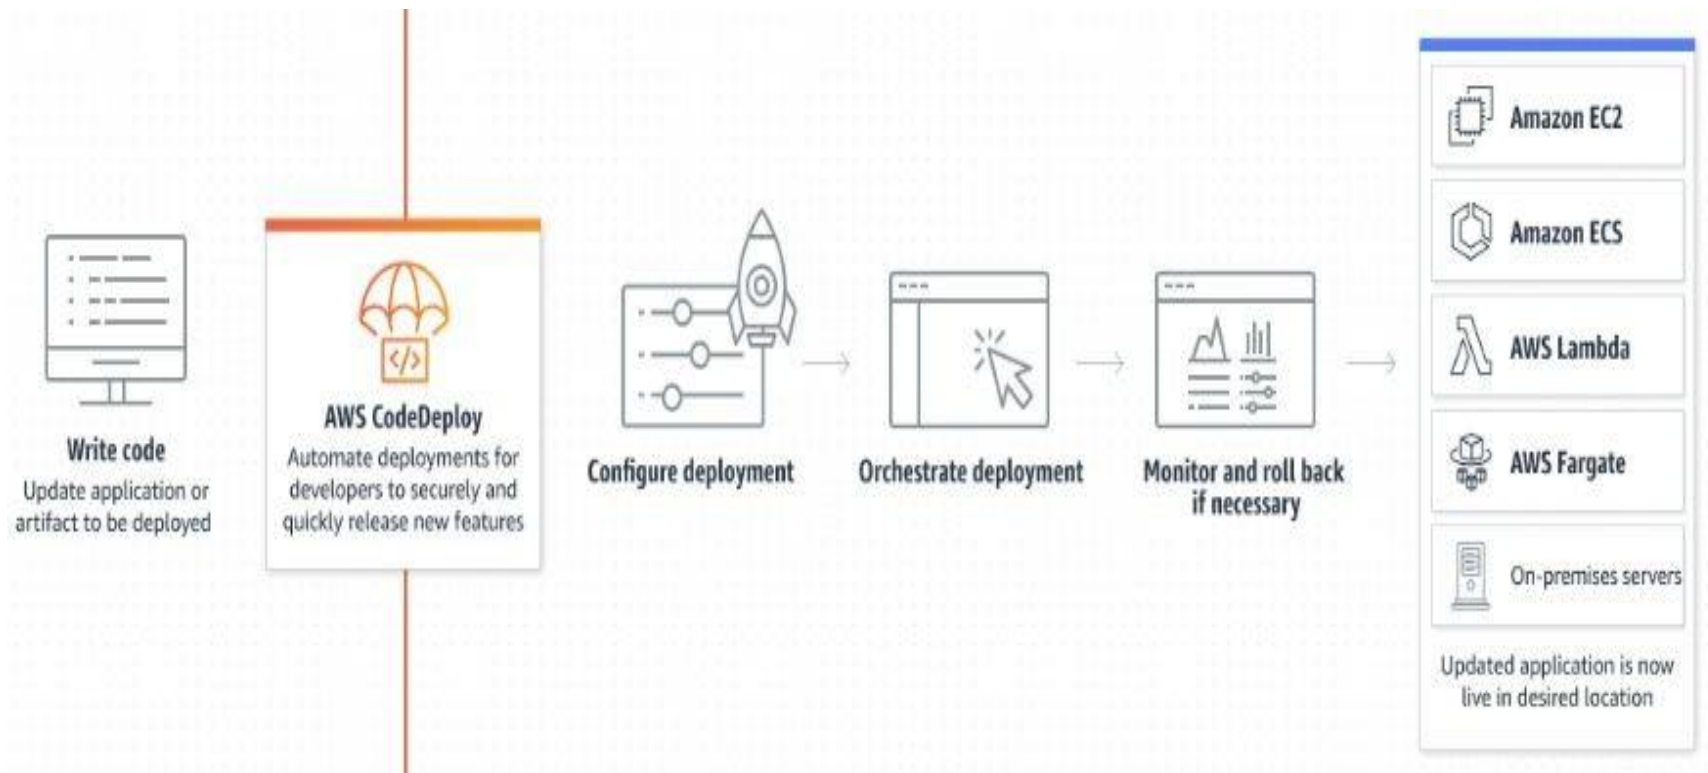 Write code
Update application or
artifact to be deployed
</>
AWS CodeDeploy
Automate deployments for
developers to securely and
quickly release new features
Configure deployment
Orchestrate deployment
Monitor and roll back
if necessary
Amazon EC2
Amazon ECS
AWS Lambda
AWS Fargate
On-premises servers
Updated application is now
live in desired location